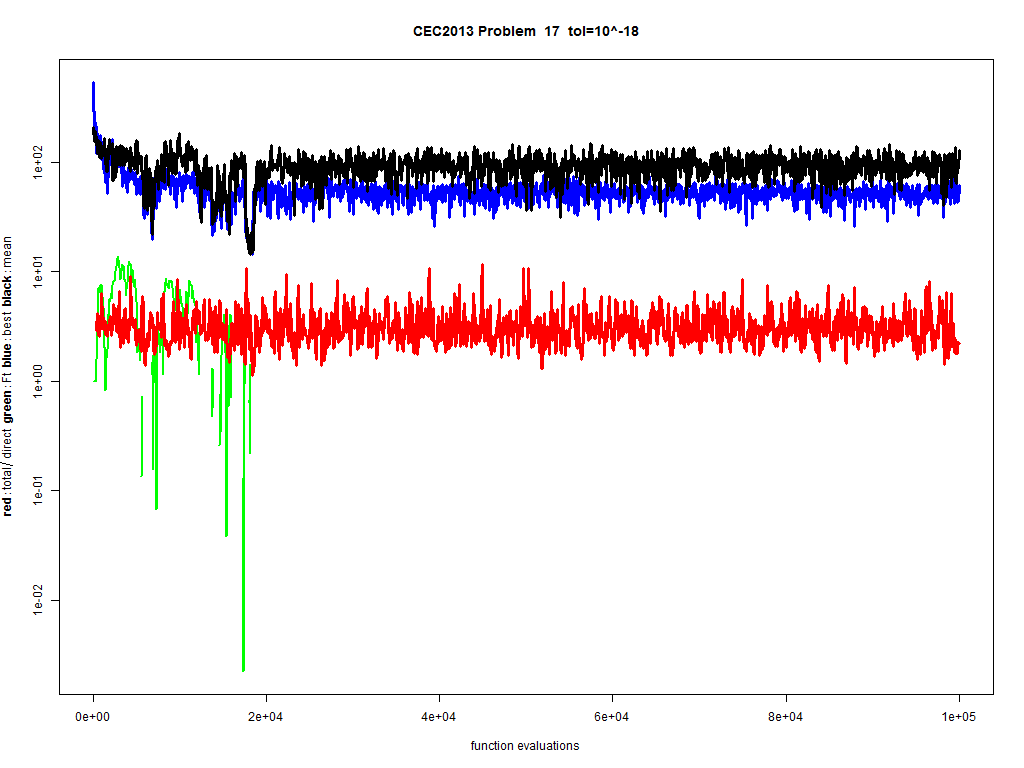 CEC2013 Problem 17 tol=10^-18
red : total/ direct green : Ft blue : best black : mean
1e+02
1e+01
1e+00
1e-01
1e-02
0e+00 2e+04 4e+04 6e+04 8e+04 1e+05
function evaluations